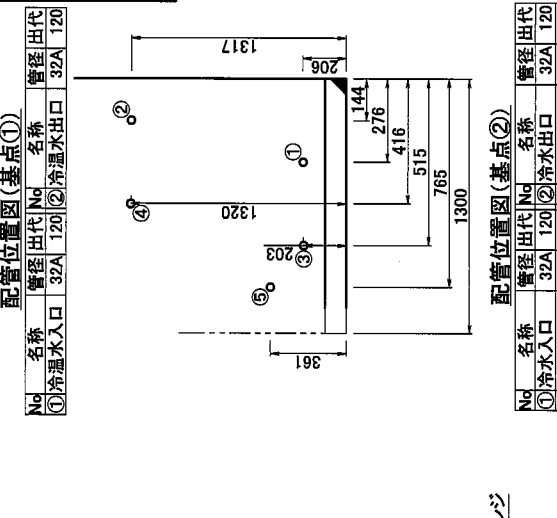 配管位置図(基点①)
No 名称 管径 出代 No 名称 管径 出代
① 冷温水入口 32A 120 ② 冷温水出口 32A 120
1317
206
②
①
144
276
④
416
515
1320
765
203
③
1300
⑤
361
配管位置図(基点②)
No 名称 管径 出代 No 名称 管径 出代
① 冷水入口 32A 120 ② 冷水出口 32A 120
ッジ